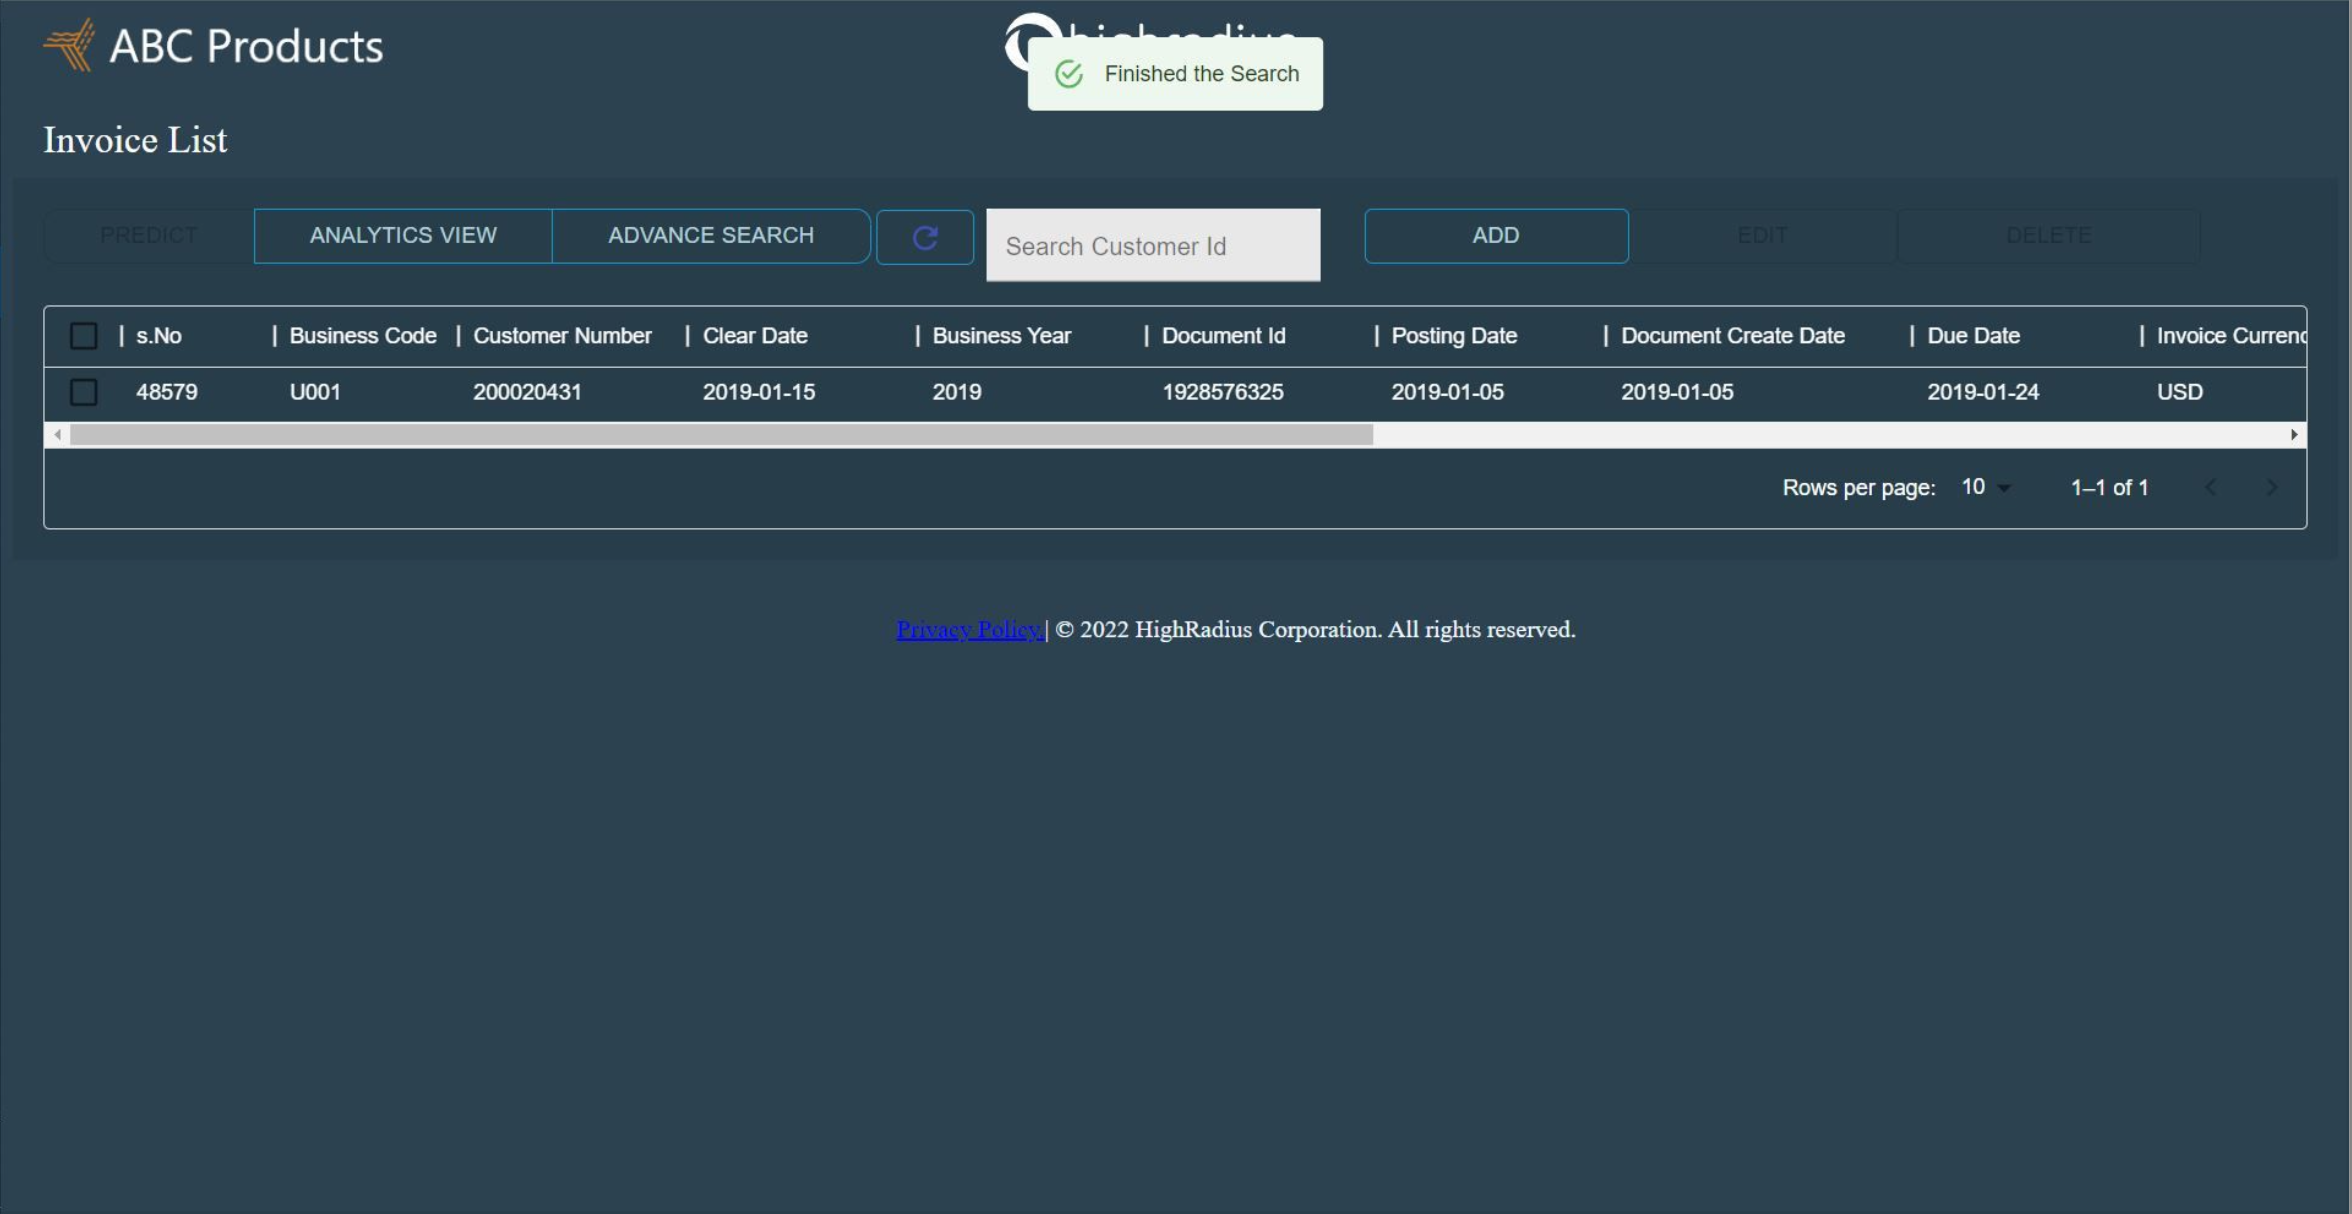 ABC Products
highradius
Finished the Search
Invoice List
PREDICT
ANALYTICS VIEW
ADVANCE SEARCH
Search Customer Id
ADD
EDIT
DELETE
| s.No | Business Code | Customer Number | Clear Date | Business Year | Document Id | Posting Date | Document Create Date | Due Date | Invoice Currenc
48579 U001 200020431 2019-01-15 2019 1928576325 2019-01-05 2019-01-05 2019-01-24 USD
Rows per page: 10 1–1 of 1
Privacy Policy | © 2022 HighRadius Corporation. All rights reserved.